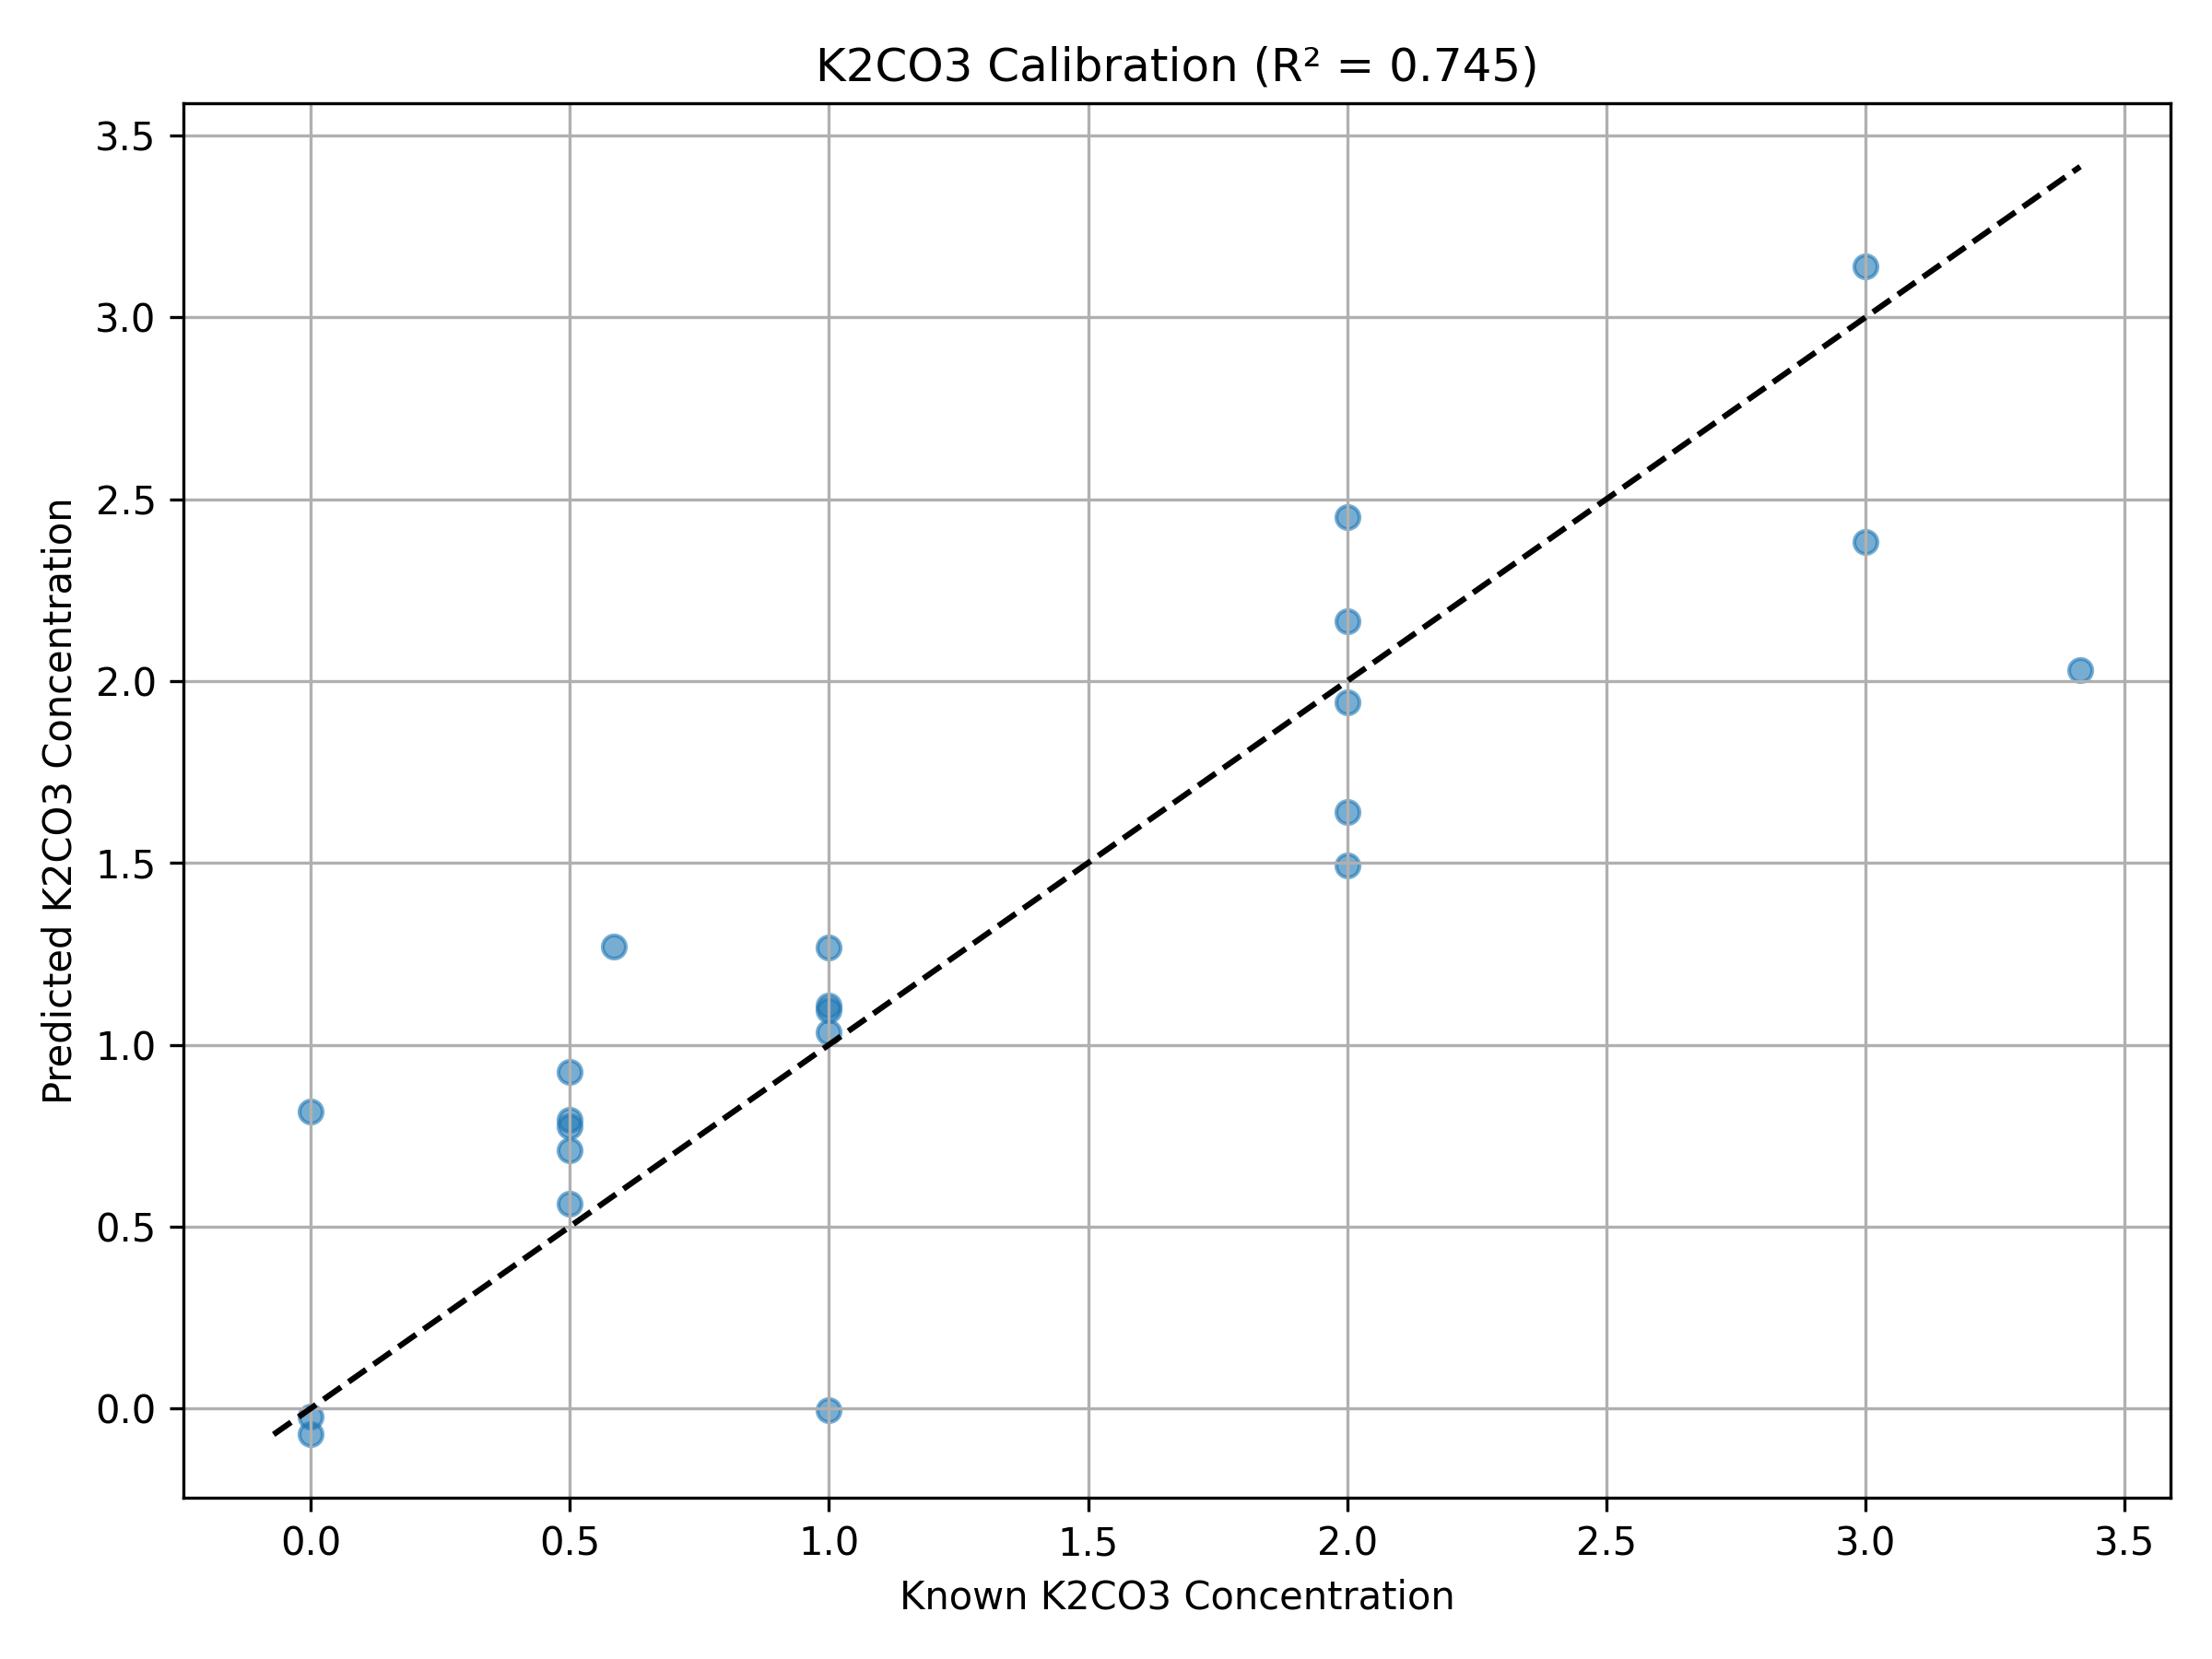 K2CO3 Calibration (R² = 0.745)
Predicted K2CO3 Concentration
3.5
3.0
2.5
2.0
1.5
1.0
0.5
0.0
0.0 0.5 1.0 1.5 2.0 2.5 3.0 3.5
Known K2CO3 Concentration